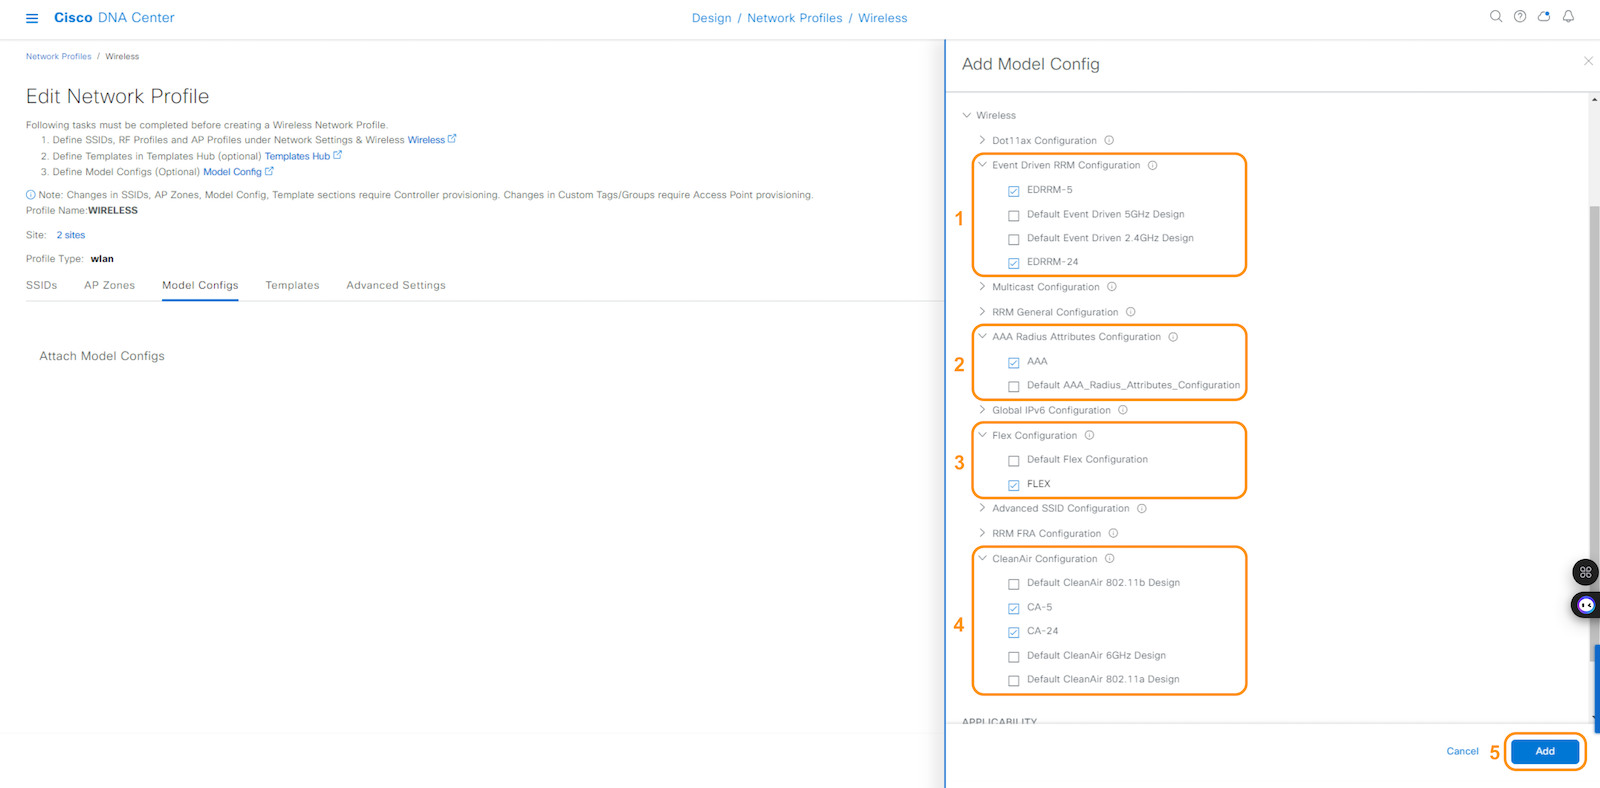 Cisco DNA Center
Design / Network Profiles / Wireless
Network Profiles / Wireless
Edit Network Profile
Following tasks must be completed before creating a Wireless Network Profile.
1. Define SSIDs, RF Profiles and AP Profiles under Network Settings & Wireless Wireless
2. Define Templates in Templates Hub (optional) Templates Hub
3. Define Model Configs (Optional) Model Config
Note: Changes in SSIDs, AP Zones, Model Config, Template sections require Controller provisioning. Changes in Custom Tags/Groups require Access Point provisioning.
Profile Name:WIRELESS
Site: 2 sites
Profile Type: wlan
SSIDs AP Zones Model Configs Templates Advanced Settings
Attach Model Configs
Add Model Config
Wireless
Dot11ax Configuration
Event Driven RRM Configuration
EDRRM-5
1
Default Event Driven 5GHz Design
Default Event Driven 2.4GHz Design
EDRRM-24
Multicast Configuration
RRM General Configuration
AAA Radius Attributes Configuration
2
AAA
Default AAA_Radius_Attributes_Configuration
Global IPv6 Configuration
Flex Configuration
3
Default Flex Configuration
FLEX
Advanced SSID Configuration
RRM FRA Configuration
CleanAir Configuration
Default CleanAir 802.11b Design
CA-5
4
CA-24
Default CleanAir 6GHz Design
Default CleanAir 802.11a Design
APPLICABILITY
Cancel 5 Add